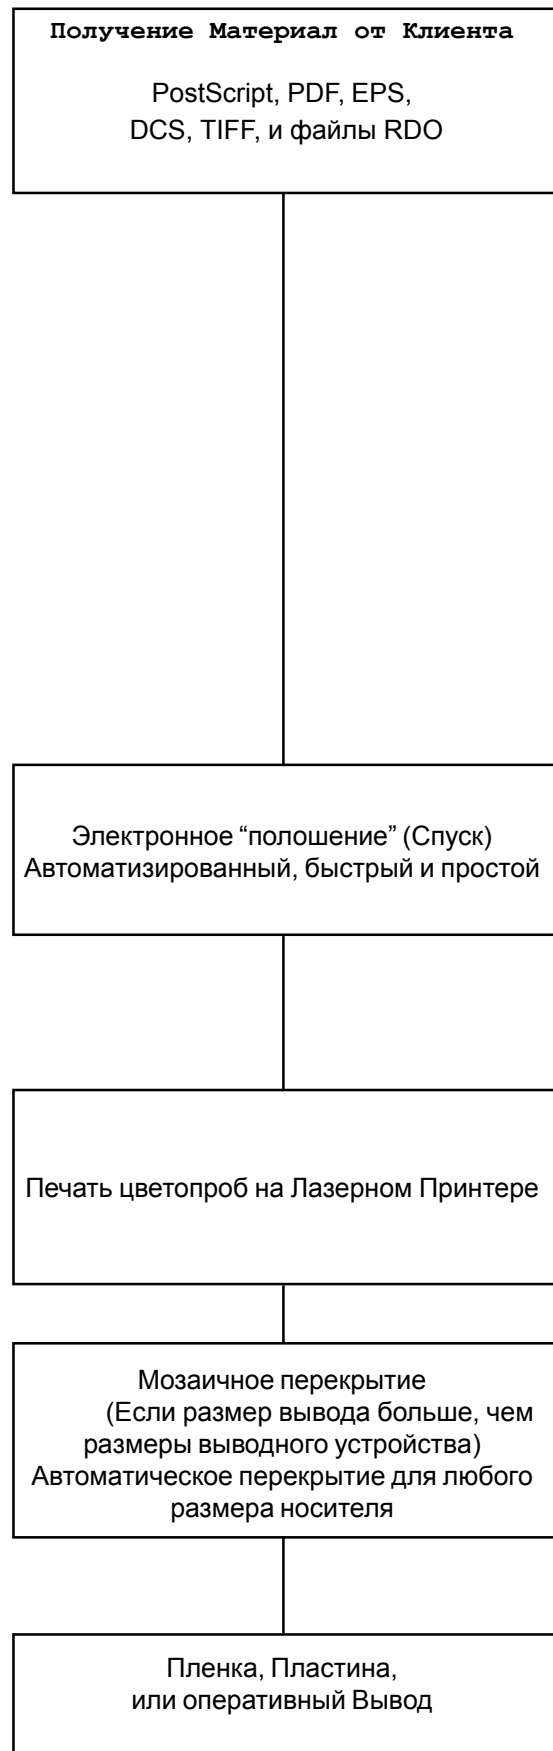 Получение Материал от Клиента
PostScript, PDF, EPS,
DCS, TIFF, и файлы RDO
Электронное “полошение” (Спуск)
Автоматизированный, быстрый и простой
Печать цветопроб на Лазерном Принтере
Мозаичное перекрытие
(Если размер вывода больше, чем
размеры выводного устройства)
Автоматическое перекрытие для любого
размера носителя
Пленка, Пластина,
или оперативный Вывод